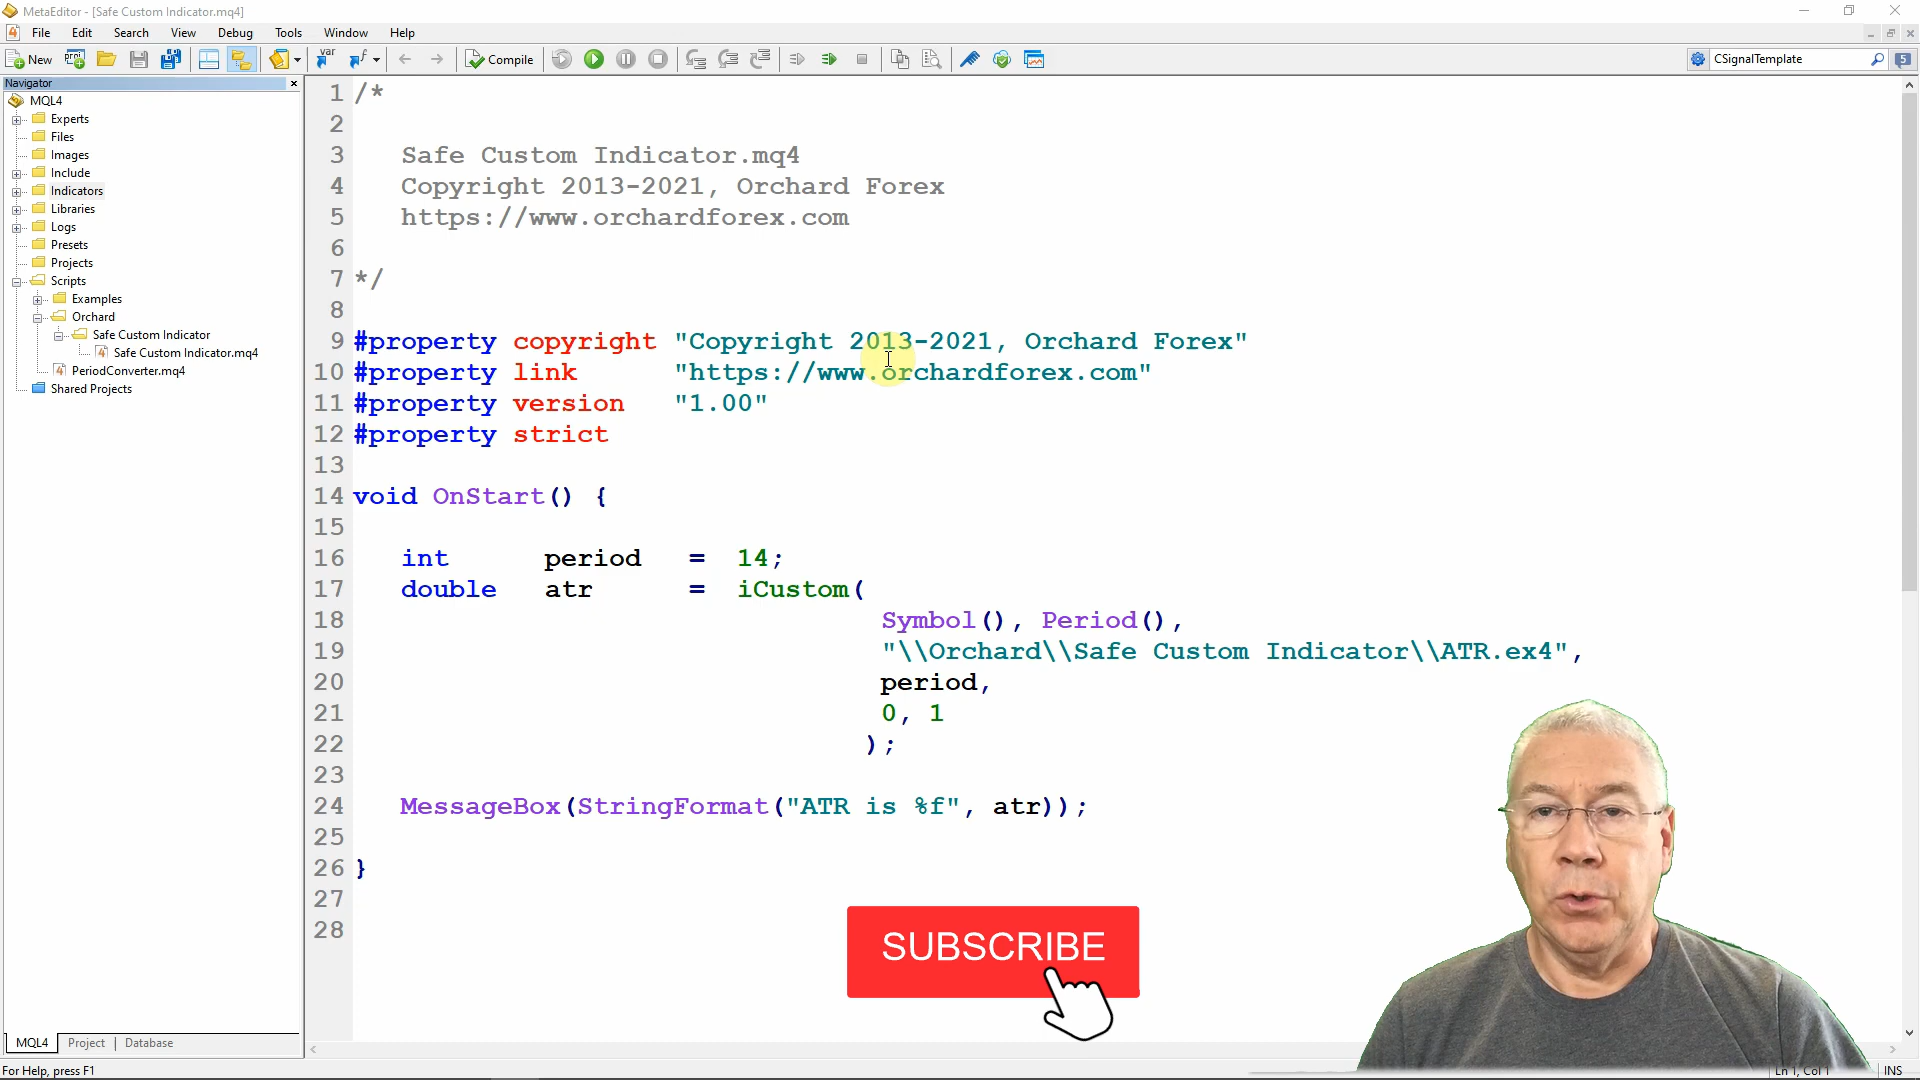 MetaEditor - [Safe Custom Indicator.mq4]
File Edit Search View Debug Tools Window Help
New var Compile CSignalTemplate 5
Navigator
MQL4
Experts
Files
Images
Include
Indicators
Libraries
Logs
Presets
Projects
Scripts
Examples
Orchard
Safe Custom Indicator
Safe Custom Indicator.mq4
PeriodConverter.mq4
Shared Projects
1 /*
2
3 Safe Custom Indicator.mq4
4 Copyright 2013-2021, Orchard Forex
5 https://www.orchardforex.com
6
7 */
8
9 #property copyright "Copyright 2013-2021, Orchard Forex"
10 #property link "https://www.orchardforex.com"
11 #property version "1.00"
12 #property strict
13
14 void OnStart() {
15
16 int period = 14;
17 double atr = iCustom(
18 Symbol(), Period(),
19 "\\Orchard\\Safe Custom Indicator\\ATR.ex4",
20 period,
21 0, 1
22 );
23
24 MessageBox(StringFormat("ATR is %f", atr));
25
26 }
27
28
SUBSCRIBE
MQL4 Project Database
For Help, press F1 Ln 1, Col 1 INS